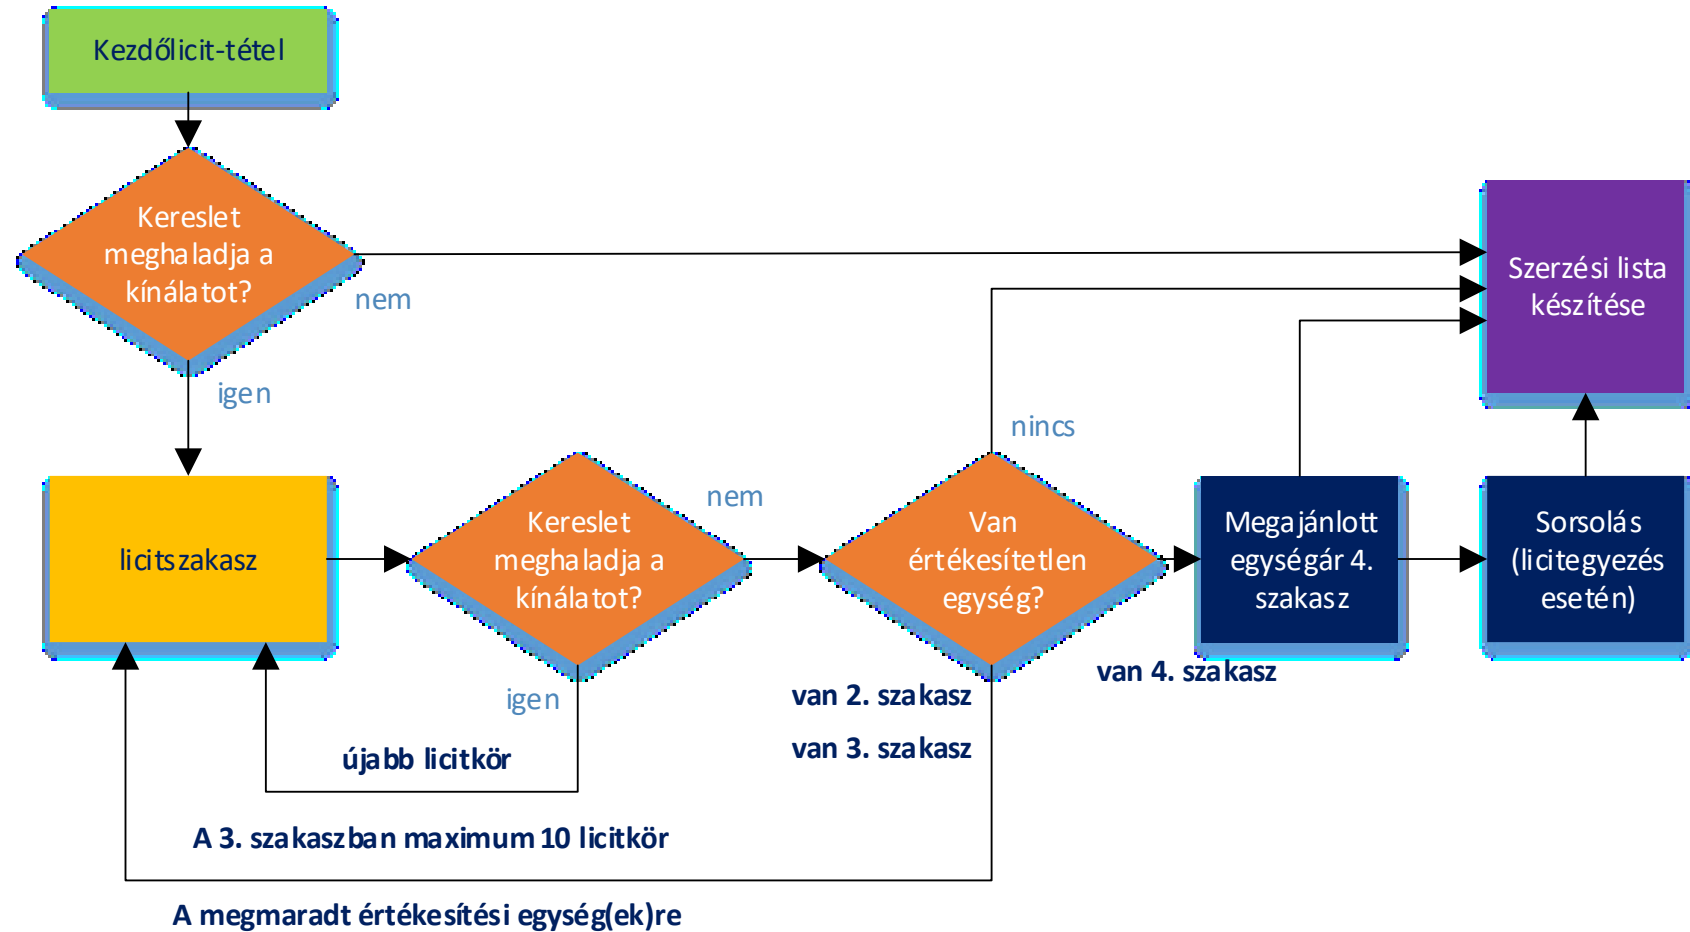 Kezdőlicit-tétel
Kereslet
meghaladja a
kínálatot?
nem
igen
Szerzési lista
készítése
licitszakasz
Kereslet
meghaladja a
kínálatot?
nem
igen
újabb licitkör
A 3. szakaszban maximum 10 licitkör
Van
értékesítetlen
egység?
nincs
van 2. szakasz
van 3. szakasz
van 4. szakasz
A megmaradt értékesítési egység(ek)re
Megajánlott
egységár 4.
szakasz
Sorsolás
(licitegyezés
esetén)